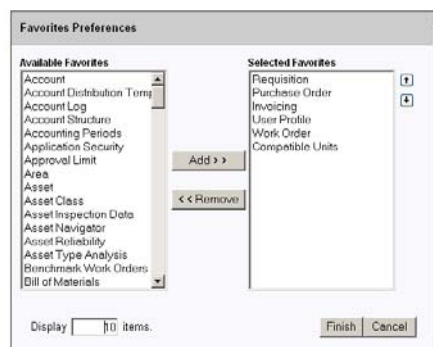 Favorites Preferences
Available Favorites
Account
Account Distribution Temp
Account Log
Account Structure
Accounting Periods
Application Security
Approval Limit
Area
Asset
Asset Class
Asset Inspection Data
Asset Navigator
Asset Reliability
Asset Type Analysis
Benchmark Work Orders
Bill of Materials
Add >>
<< Remove
Selected Favorites
Requisition
Purchase Order
Invoicing
User Profile
Work Order
Compatible Units
Display 10 items.
Finish Cancel